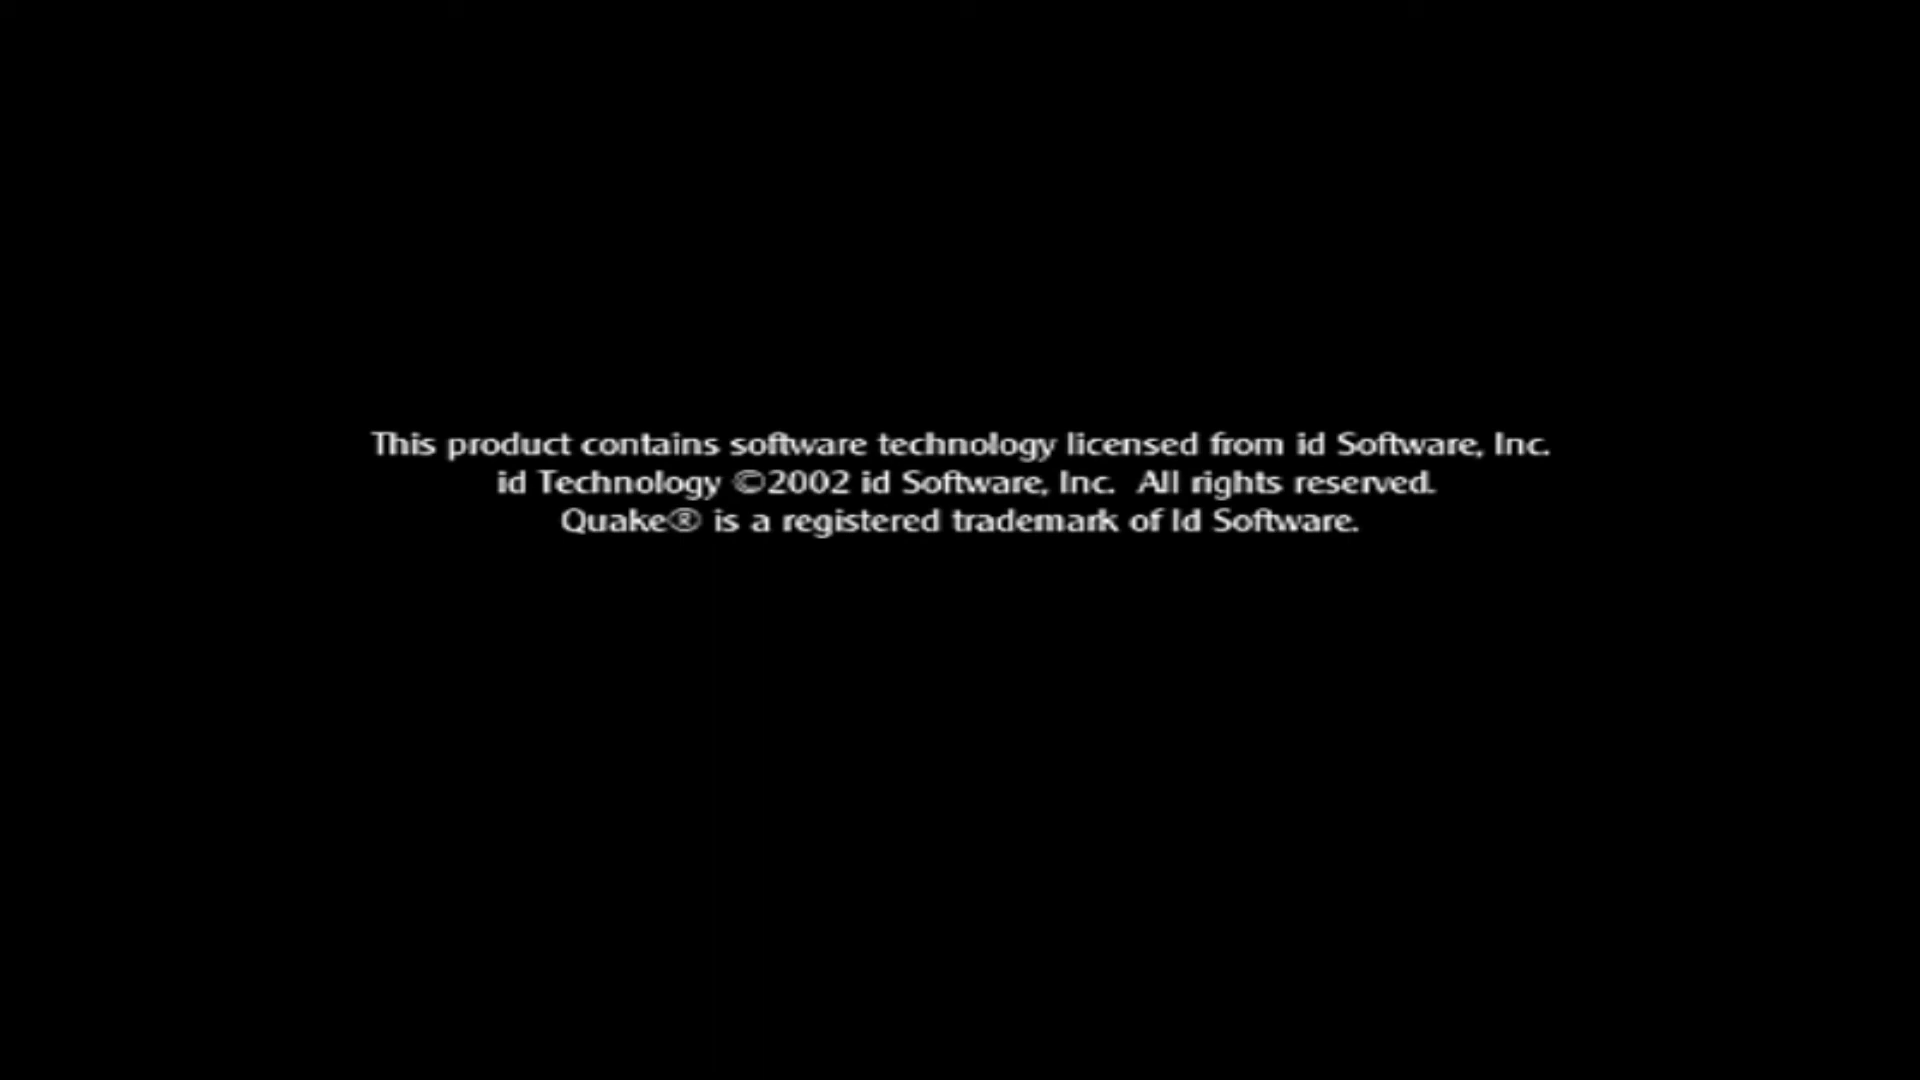 This product contains software technology licensed from id Software, Inc.
id Technology ©2002 id Software, Inc.  All rights reserved.
Quake® is a registered trademark of Id Software.